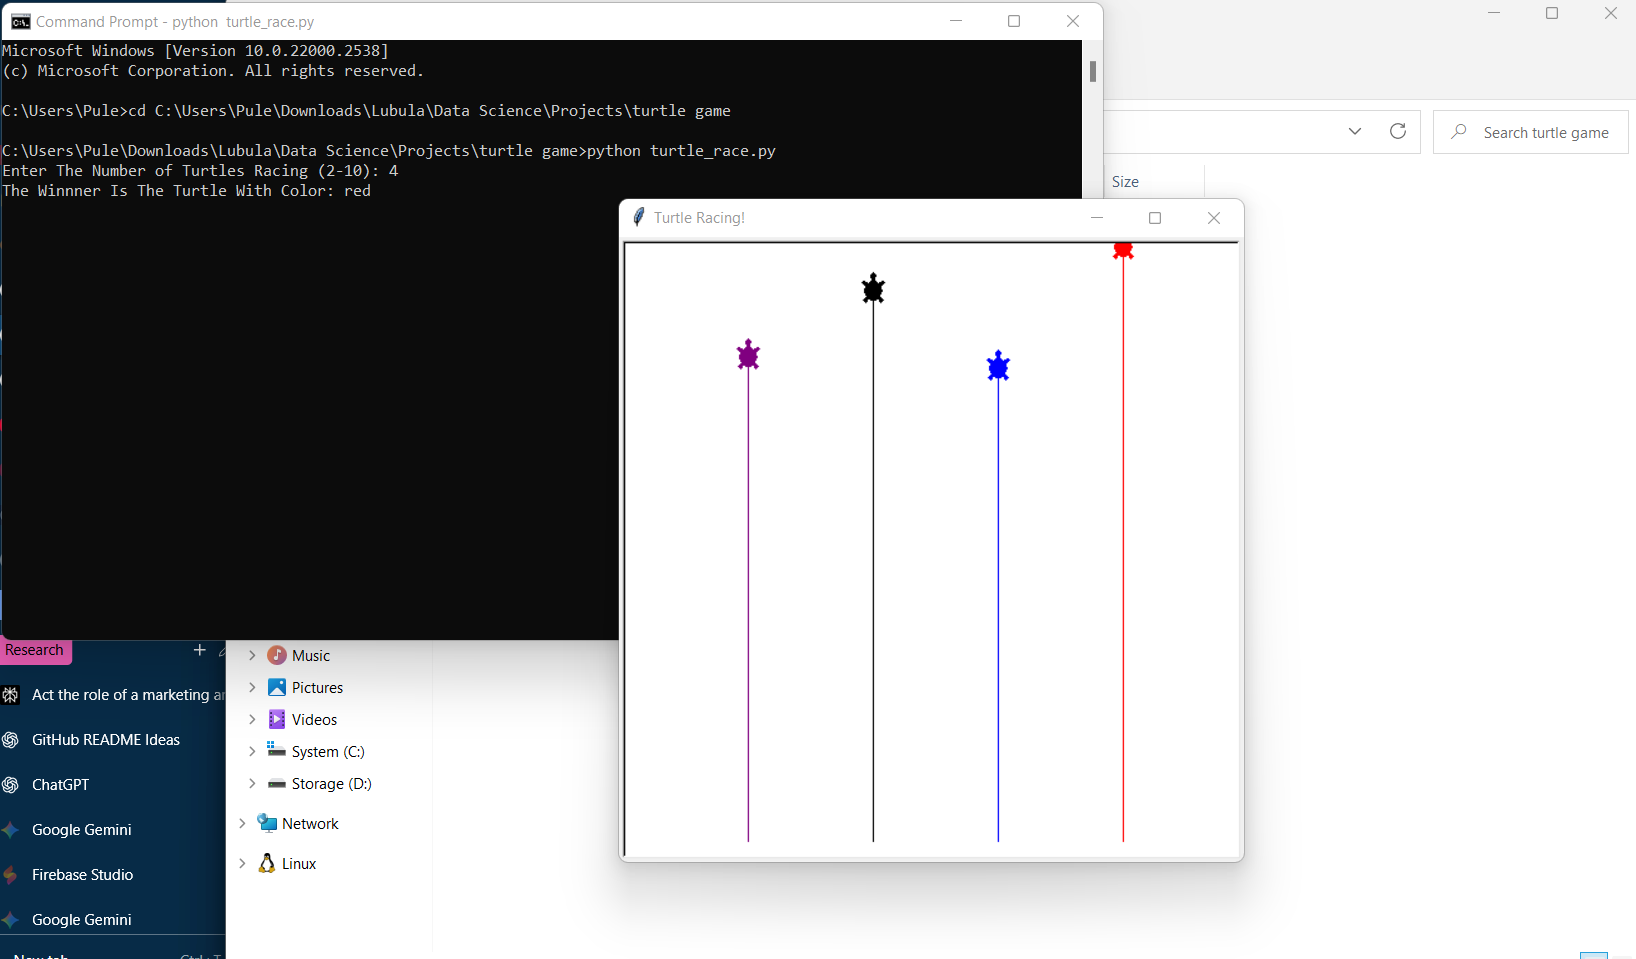 Command Prompt - python  turtle_race.py
Microsoft Windows [Version 10.0.22000.2538]
(c) Microsoft Corporation. All rights reserved.
C:\Users\Pule>cd C:\Users\Pule\Downloads\Lubula\Data Science\Projects\turtle game
C:\Users\Pule\Downloads\Lubula\Data Science\Projects\turtle game>python turtle_race.py
Enter The Number of Turtles Racing (2-10): 4
The Winnner Is The Turtle With Color: red
Search turtle game
Size
Turtle Racing!
Research
Act the role of a marketing
GitHub README Ideas
ChatGPT
Google Gemini
Firebase Studio
Google Gemini
Music
Pictures
Videos
System (C:)
Storage (D:)
Network
Linux